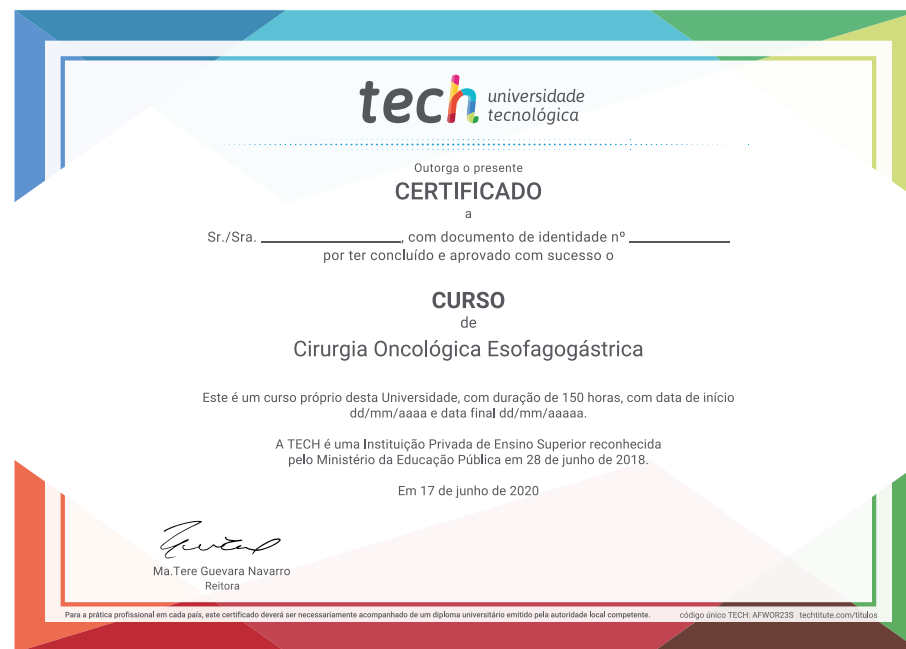 tech universidade
tecnológica
Outorga o presente
CERTIFICADO
a
Sr./Sra. ______________, com documento de identidade nº __________
por ter concluído e aprovado com sucesso o
CURSO
de
Cirurgia Oncológica Esofagogástrica
Este é um curso próprio desta Universidade, com duração de 150 horas, com data de início
dd/mm/aaaa e data final dd/mm/aaaaa.
A TECH é uma Instituição Privada de Ensino Superior reconhecida
pelo Ministério da Educação Pública em 28 de junho de 2018.
Em 17 de junho de 2020
Ma.Tere Guevara Navarro
Reitora
Para a prática profissional em cada país, este certificado deverá ser necessariamente acompanhado de um diploma universitário emitido pela autoridade local competente. código único TECH: AFWOR23S techtitute.com/titulos